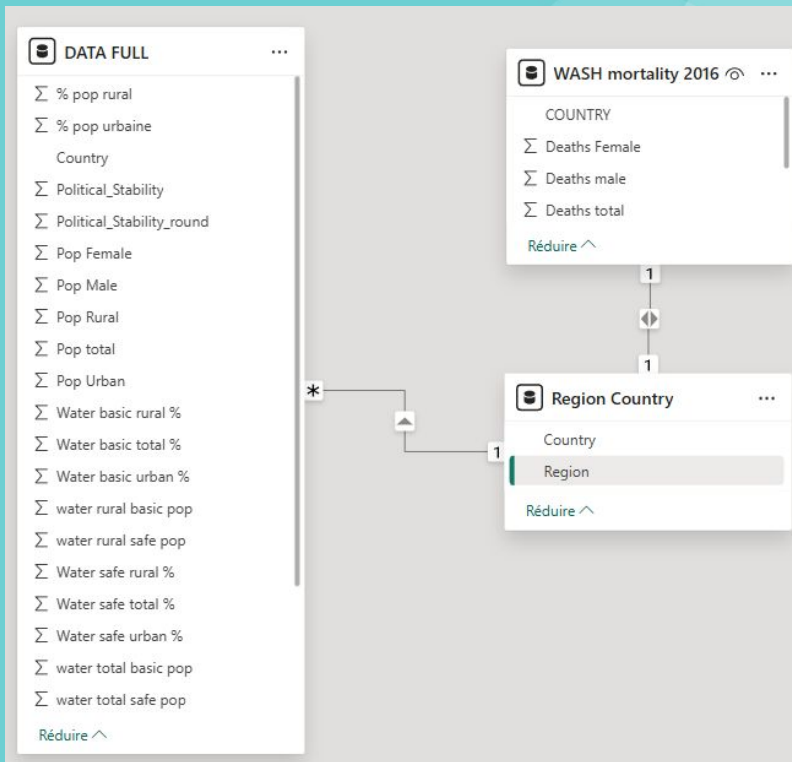 DATA FULL
...
% pop rural
% pop urbaine
Country
Political_Stability
Political_Stability_round
Pop Female
Pop Male
Pop Rural
Pop total
Pop Urban
Water basic rural %
Water basic total %
Water basic urban %
water rural basic pop
water rural safe pop
Water safe rural %
Water safe total %
Water safe urban %
water total basic pop
water total safe pop
Réduire
*
1
WASH mortality 2016
...
COUNTRY
Deaths Female
Deaths male
Deaths total
Réduire
1
1
Region Country
...
Country
Region
Réduire